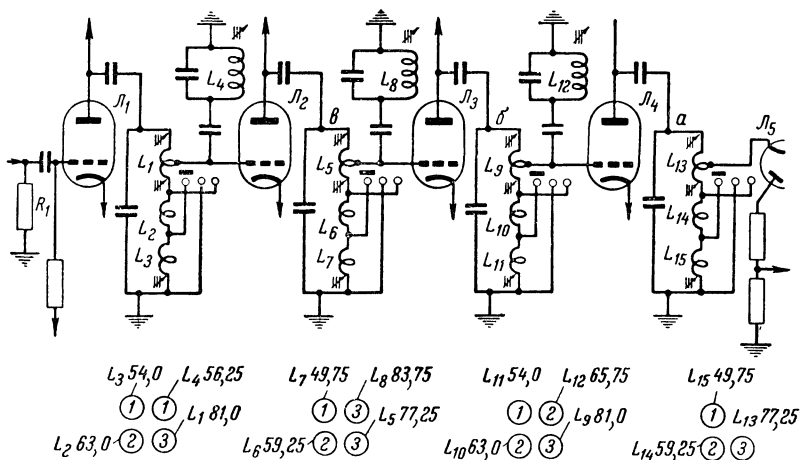 L4
L8
L12
Л1
Л2
в
Л3
б
Л4
а
Л5
L1
L5
L9
L13
R1
L2
L6
L10
L14
L3
L7
L11
L15
L3 54,0 L4 56,25
1 1
L1 81,0
L2 63,0 2 3
L7 49,75 L8 83,75
1 3
L5 77,25
L6 59,25 2 3
L11 54,0 L12 65,75
1 2
L9 81,0
L10 63,0 2 3
L15 49,75
1
L13 77,25
L14 59,25 2 3